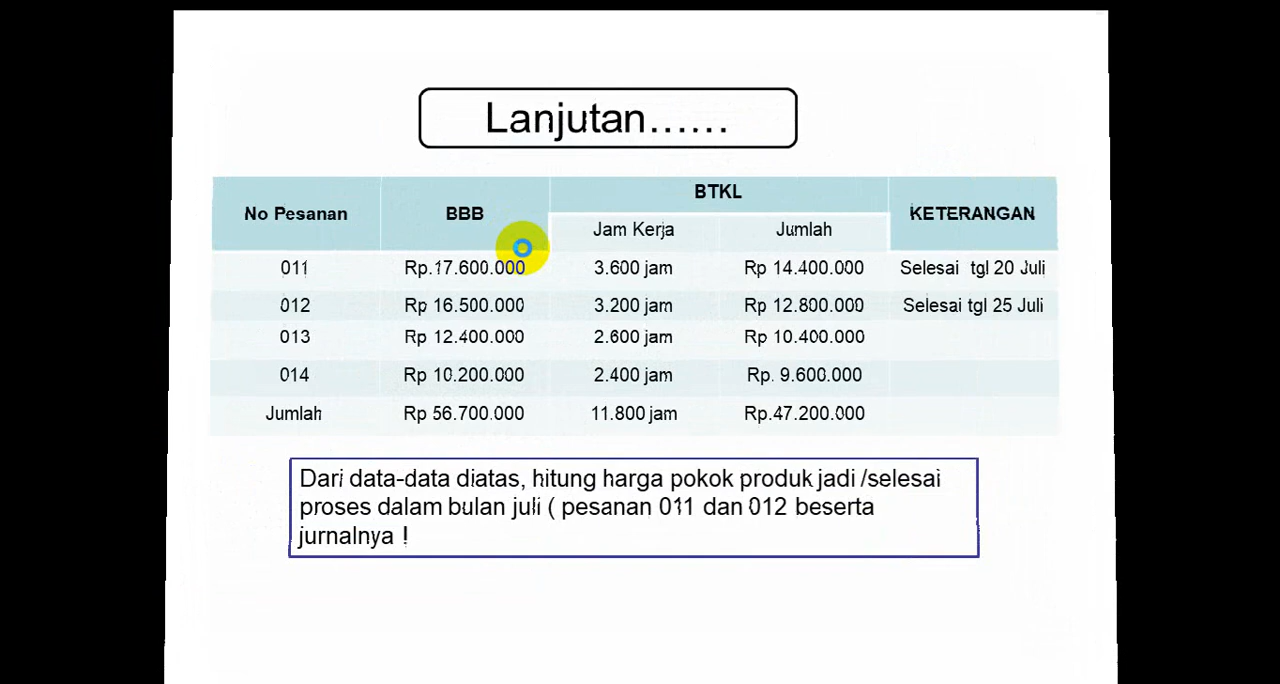 Lanjutan......
No Pesanan BBB BTKL KETERANGAN
Jam Kerja Jumlah
011 Rp.17.600.000 3.600 jam Rp 14.400.000 Selesai tgl 20 Juli
012 Rp 16.500.000 3.200 jam Rp 12.800.000 Selesai tgl 25 Juli
013 Rp 12.400.000 2.600 jam Rp 10.400.000
014 Rp 10.200.000 2.400 jam Rp. 9.600.000
Jumlah Rp 56.700.000 11.800 jam Rp.47.200.000
Dari data-data diatas, hitung harga pokok produk jadi /selesai
proses dalam bulan juli ( pesanan 011 dan 012 beserta
jurnalnya !